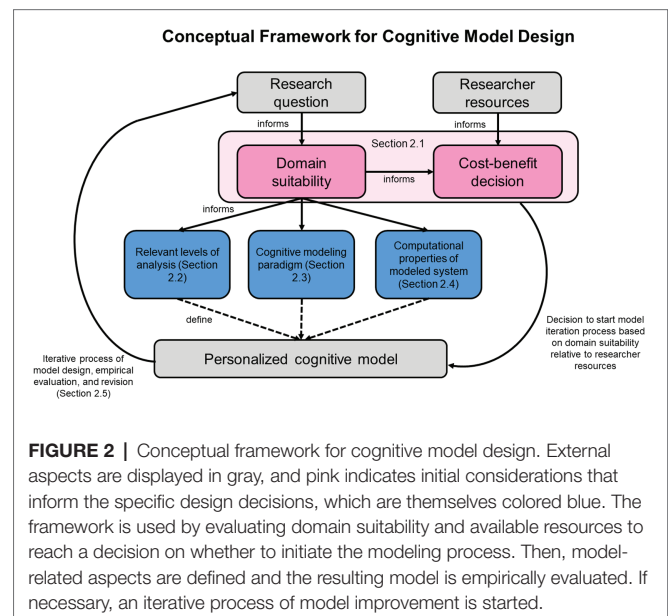 Conceptual Framework for Cognitive Model Design
Research
question
Researcher
resources
informs
informs
Section 2.1
Domain
suitability
informs
Cost-benefit
decision
informs
Relevant levels of
analysis (Section
2.2)
Cognitive modeling
paradigm (Section
2.3)
Computational
properties of
modeled system
(Section 2.4)
define
Personalized cognitive model
Iterative process of
model design, empirical
evaluation, and revision
(Section 2.5)
Decision to start model
iteration process based
on domain suitability
relative to researcher
resources
FIGURE 2 | Conceptual framework for cognitive model design. External
aspects are displayed in gray, and pink indicates initial considerations that
inform the specific design decisions, which are themselves colored blue. The
framework is used by evaluating domain suitability and available resources to
reach a decision on whether to initiate the modeling process. Then, model-
related aspects are defined and the resulting model is empirically evaluated. If
necessary, an iterative process of model improvement is started.